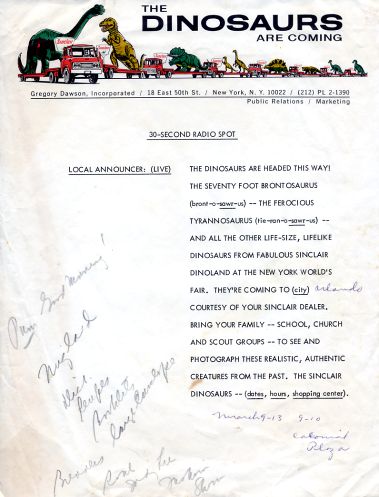 THE
DINOSAURS
ARE COMING
Gregory Dawson, Incorporated / 18 East 50th St. / New York, N. Y. 10022 / (212) PL 2-1390
Public Relations / Marketing
30-SECOND RADIO SPOT
LOCAL ANNOUNCER: (LIVE)
THE DINOSAURS ARE HEADED THIS WAY!
THE SEVENTY FOOT BRONTOSAURUS
(bront-o-sawr-us) -- THE FEROCIOUS
TYRANNOSAURUS (tie-ran-o-sawr-us) --
AND ALL THE OTHER LIFE-SIZE, LIFELIKE
DINOSAURS FROM FABULOUS SINCLAIR
DINOLAND AT THE NEW YORK WORLD'S
FAIR. THEY'RE COMING TO (city) Orlando
COURTESY OF YOUR SINCLAIR DEALER.
BRING YOUR FAMILY -- SCHOOL, CHURCH
AND SCOUT GROUPS -- TO SEE AND
PHOTOGRAPH THESE REALISTIC, AUTHENTIC
CREATURES FROM THE PAST. THE SINCLAIR
DINOSAURS -- (dates, hours, shopping center).
March 9-13 9-10
Colonial
Plaza
Good Morning!
Booklets